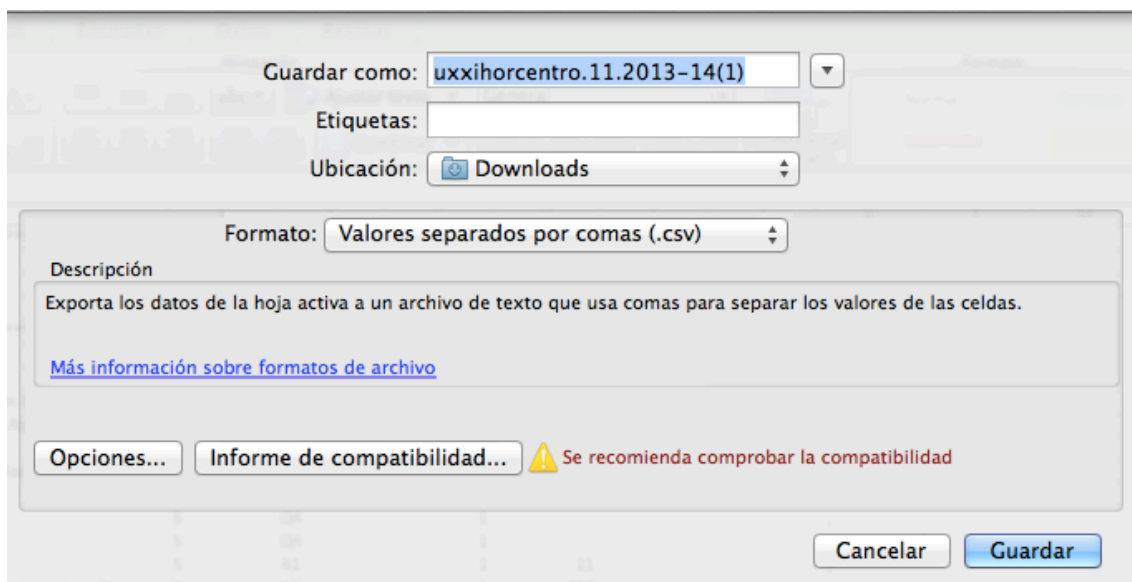 Guardar como: uxxihorcentro.11.2013-14(1)
Etiquetas:
Ubicación: Downloads
Formato: Valores separados por comas (.csv)
Descripción
Exporta los datos de la hoja activa a un archivo de texto que usa comas para separar los valores de las celdas.
Más información sobre formatos de archivo
Opciones... Informe de compatibilidad... Se recomienda comprobar la compatibilidad
Cancelar Guardar